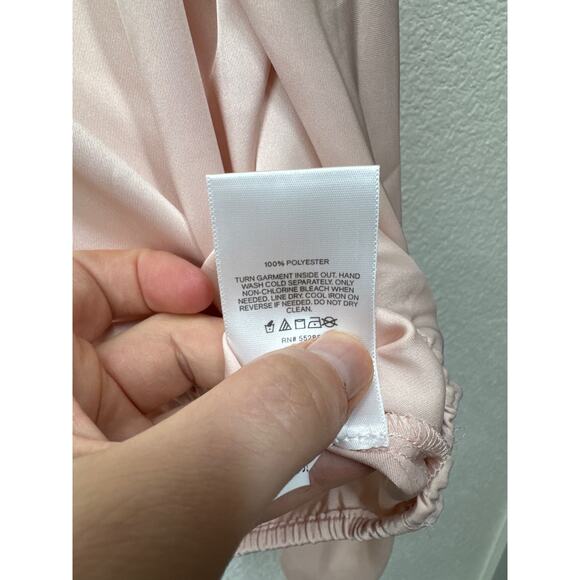 100% POLYESTER
TURN GARMENT INSIDE OUT. HAND
WASH COLD SEPARATELY. ONLY
NON-CHLORINE BLEACH WHEN
NEEDED. LINE DRY. COOL IRON ON
REVERSE IF NEEDED. DO NOT DRY
CLEAN.
RN#